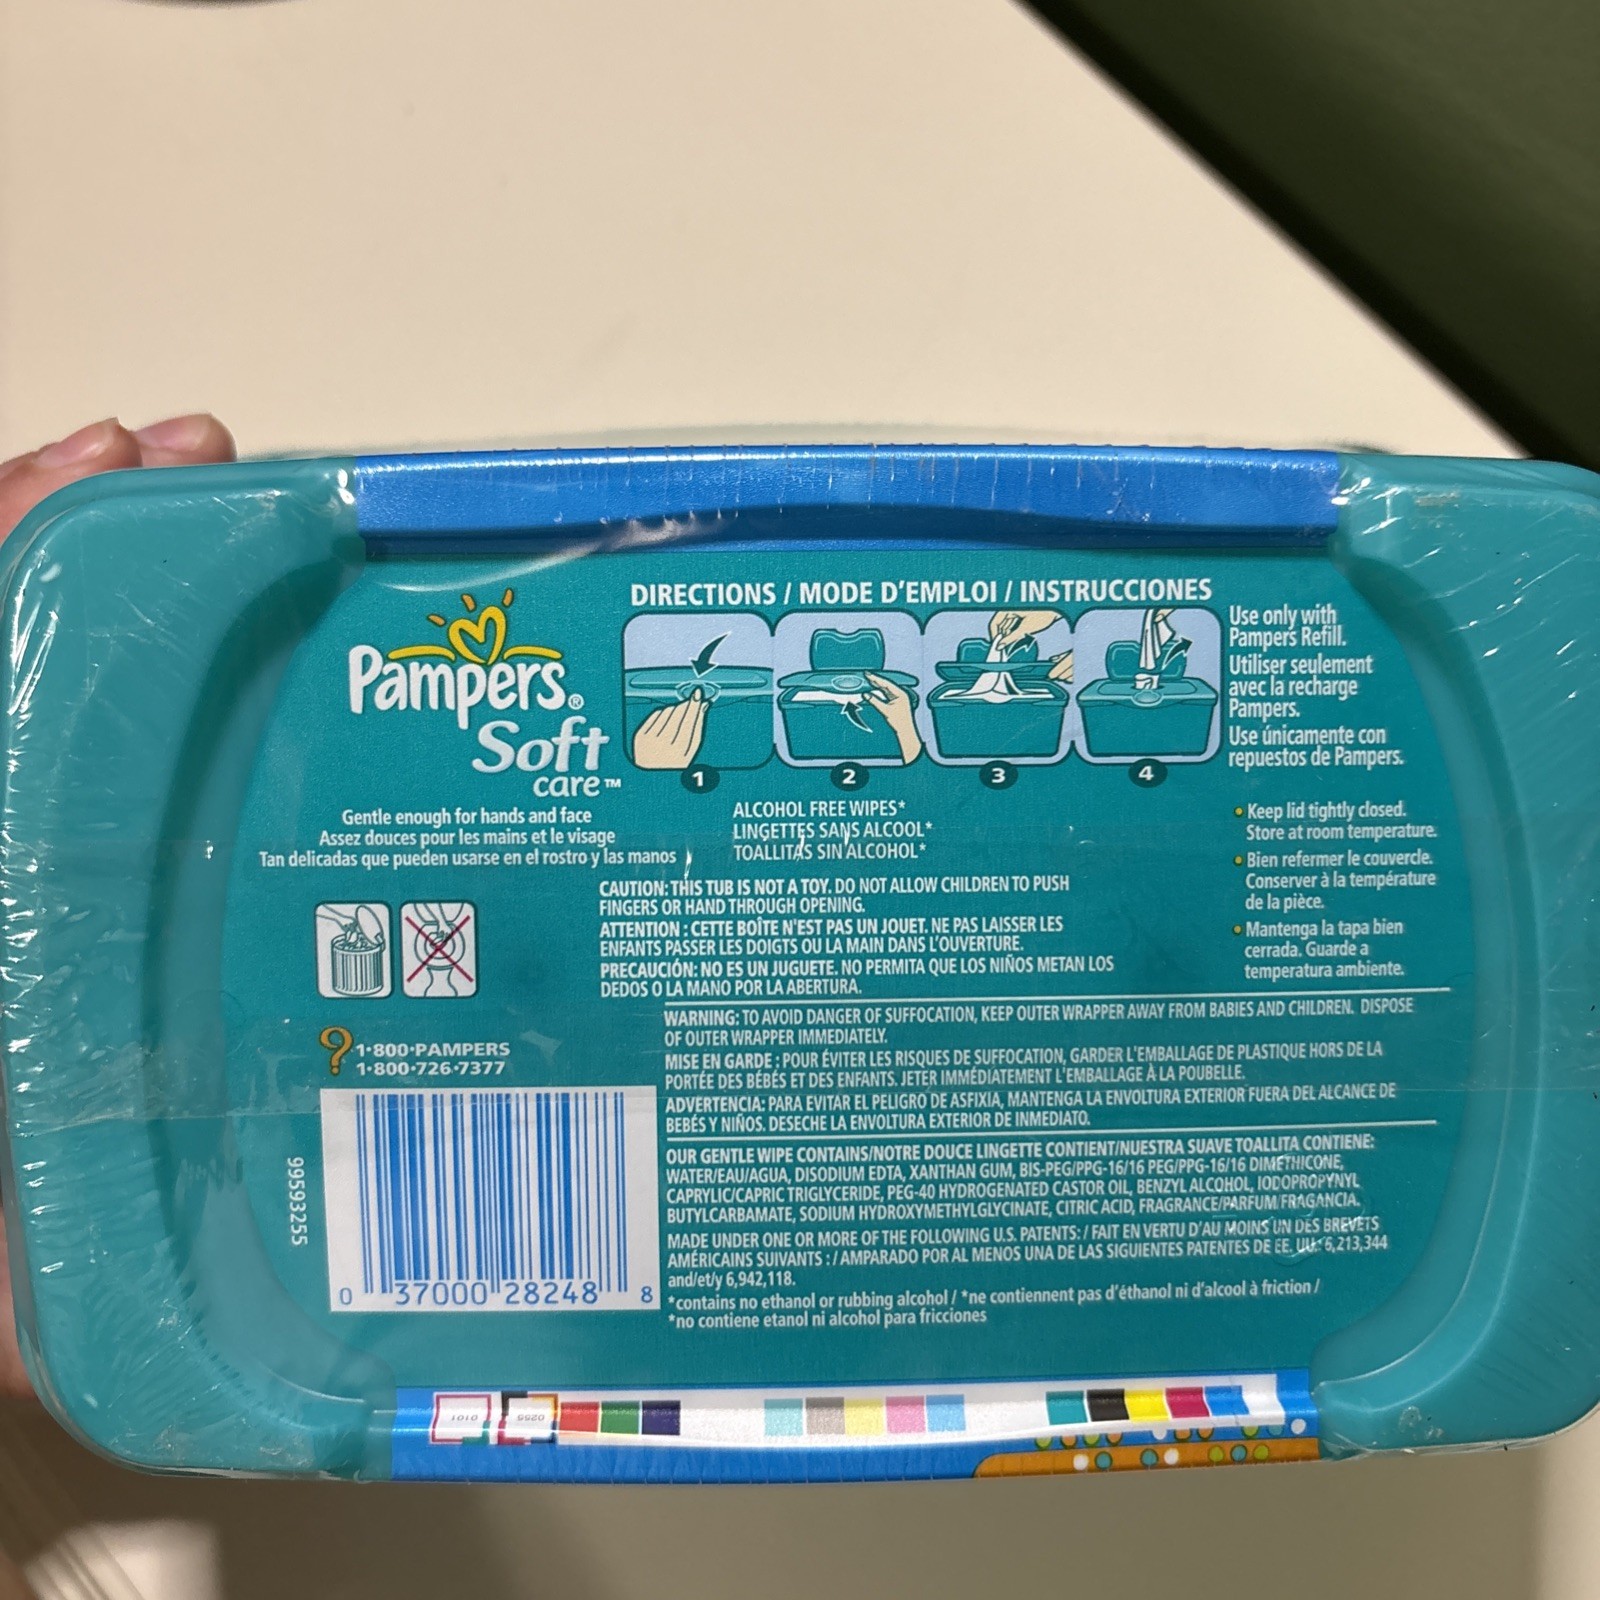 DIRECTIONS / MODE D'EMPLOI / INSTRUCCIONES
Pampers®
Soft
care™
1
2
3
4
Use only with
Pampers Refill.
Utiliser seulement
avec la recharge
Pampers.
Use únicamente con
repuestos de Pampers.
Gentle enough for hands and face
Assez douces pour les mains et le visage
Tan delicadas que pueden usarse en el rostro y las manos
ALCOHOL FREE WIPES*
LINGETTES SANS ALCOOL*
TOALLITAS SIN ALCOHOL*
• Keep lid tightly closed.
Store at room temperature.
• Bien refermer le couvercle.
Conserver à la température
de la pièce.
• Mantenga la tapa bien
cerrada. Guarde a
temperatura ambiente.
CAUTION: THIS TUB IS NOT A TOY. DO NOT ALLOW CHILDREN TO PUSH
FINGERS OR HAND THROUGH OPENING.
ATTENTION : CETTE BOÎTE N'EST PAS UN JOUET. NE PAS LAISSER LES
ENFANTS PASSER LES DOIGTS OU LA MAIN DANS L'OUVERTURE.
PRECAUCIÓN: NO ES UN JUGUETE. NO PERMITA QUE LOS NIÑOS METAN LOS
DEDOS O LA MANO POR LA ABERTURA.
WARNING: TO AVOID DANGER OF SUFFOCATION, KEEP OUTER WRAPPER AWAY FROM BABIES AND CHILDREN. DISPOSE
OF OUTER WRAPPER IMMEDIATELY.
MISE EN GARDE : POUR ÉVITER LES RISQUES DE SUFFOCATION, GARDER L'EMBALLAGE DE PLASTIQUE HORS DE LA
PORTÉE DES BÉBÉS ET DES ENFANTS. JETER IMMÉDIATEMENT L'EMBALLAGE À LA POUBELLE.
ADVERTENCIA: PARA EVITAR EL PELIGRO DE ASFIXIA, MANTENGA LA ENVOLTURA EXTERIOR FUERA DEL ALCANCE DE
BEBÉS Y NIÑOS. DESECHE LA ENVOLTURA EXTERIOR DE INMEDIATO.
? 1•800•PAMPERS
1•800•726•7377
99593255
0 37000 28248 8
OUR GENTLE WIPE CONTAINS/NOTRE DOUCE LINGETTE CONTIENT/NUESTRA SUAVE TOALLITA CONTIENE:
WATER/EAU/AGUA, DISODIUM EDTA, XANTHAN GUM, BIS-PEG/PPG-16/16 PEG/PPG-16/16 DIMETHICONE,
CAPRYLIC/CAPRIC TRIGLYCERIDE, PEG-40 HYDROGENATED CASTOR OIL, BENZYL ALCOHOL, IODOPROPYNYL
BUTYLCARBAMATE, SODIUM HYDROXYMETHYLGLYCINATE, CITRIC ACID, FRAGRANCE/PARFUM/FRAGANCIA.
MADE UNDER ONE OR MORE OF THE FOLLOWING U.S. PATENTS: / FAIT EN VERTU D'AU MOINS UN DES BREVETS
AMÉRICAINS SUIVANTS : / AMPARADO POR AL MENOS UNA DE LAS SIGUIENTES PATENTES DE EE. UU.: 6,213,344
and/et/y 6,942,118.
*contains no ethanol or rubbing alcohol / *ne contiennent pas d'éthanol ni d'alcool à friction /
*no contiene etanol ni alcohol para fricciones
0101
0256